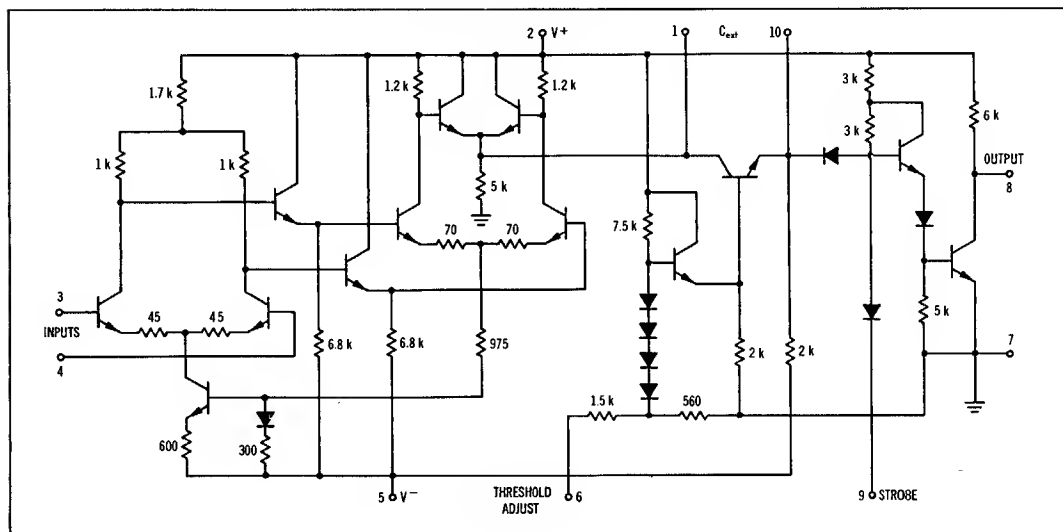 2 V+
1
C_ext
10
1.7 k
1.2 k
1.2 k
3 k
3 k
6 k
1 k
1 k
OUTPUT
8
5 k
70
70
7.5 k
3
INPUTS
4
45
45
6.8 k
6.8 k
975
5 k
7
2 k
2 k
1.5 k
560
600
300
5 V−
THRESHOLD
ADJUST
6
9 STROBE